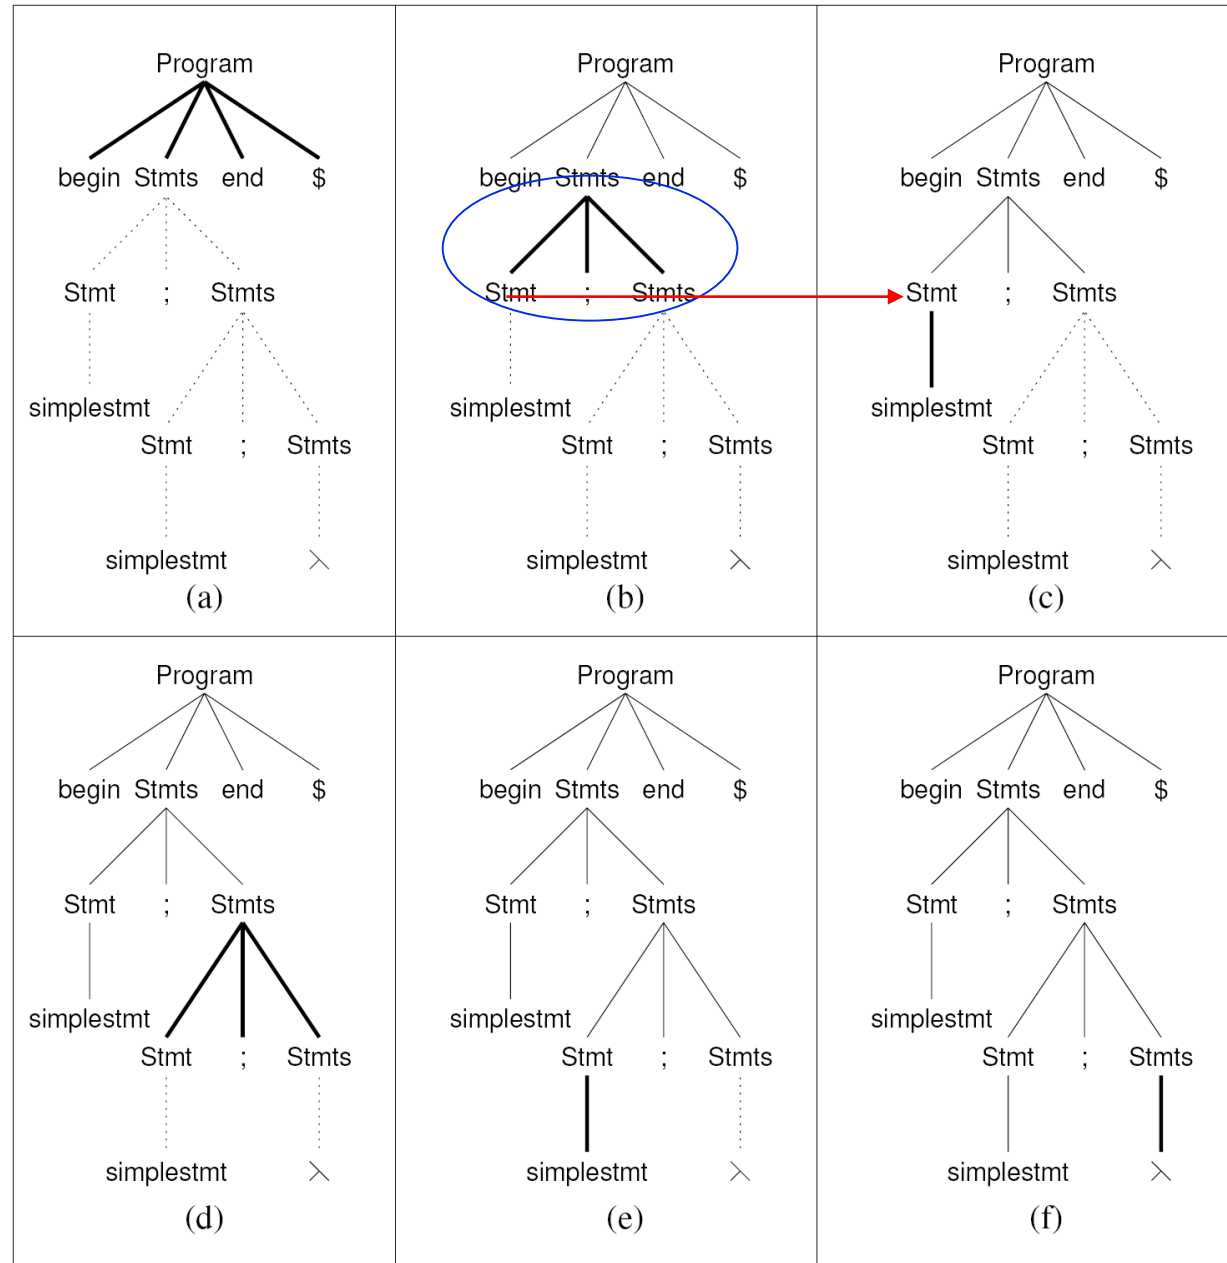 Program
begin Stmts end $
Stmt ; Stmts
simplestmt
Stmt ; Stmts
simplestmt λ
(a)
Program
begin Stmts end $
Stmt ; Stmts
simplestmt
Stmt ; Stmts
simplestmt λ
(b)
Program
begin Stmts end $
Stmt ; Stmts
simplestmt
Stmt ; Stmts
simplestmt λ
(c)
Program
begin Stmts end $
Stmt ; Stmts
simplestmt
Stmt ; Stmts
simplestmt λ
(d)
Program
begin Stmts end $
Stmt ; Stmts
simplestmt
Stmt ; Stmts
simplestmt λ
(e)
Program
begin Stmts end $
Stmt ; Stmts
simplestmt
Stmt ; Stmts
simplestmt λ
(f)